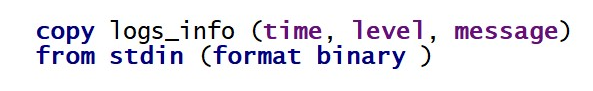 copy logs_info (time, level, message)
from stdin (format binary )